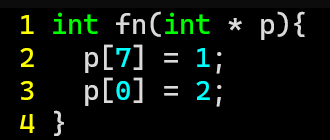 1 int fn(int * p){
2   p[7] = 1;
3   p[0] = 2;
4 }